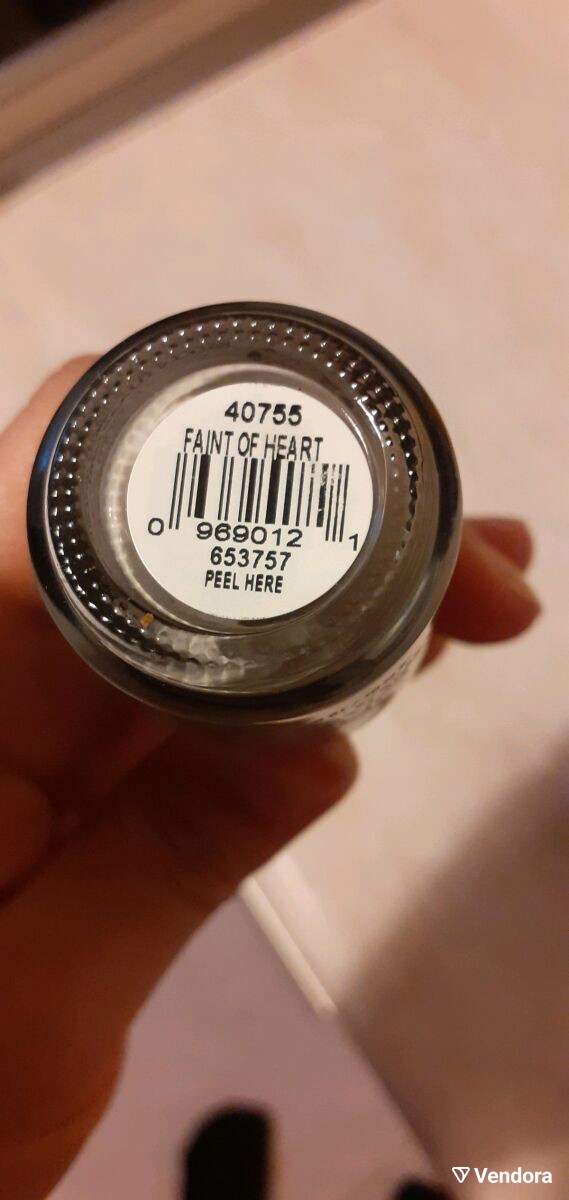 40755
FAINT OF HEART
0 969012 1
653757
PEEL HERE
Vendora